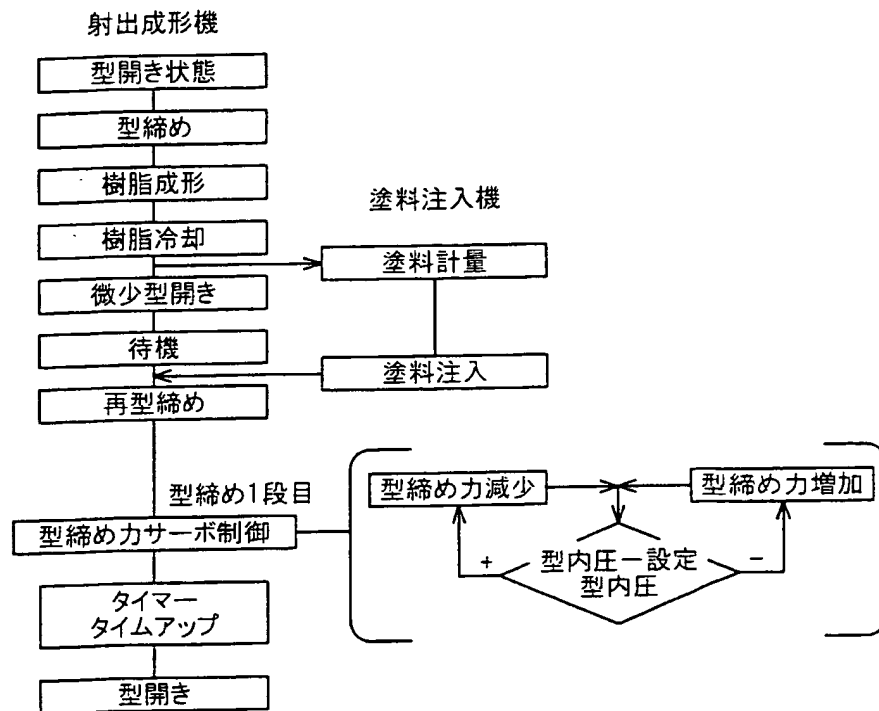 射出成形機
型開き状態
型締め
樹脂成形
樹脂冷却
微少型開き
待機
再型締め
塗料注入機
塗料計量
塗料注入
型締め1段目
型締め力サーボ制御
タイマー
タイムアップ
型開き
型締め力減少
型締め力増加
+
型内圧－設定
型内圧
−